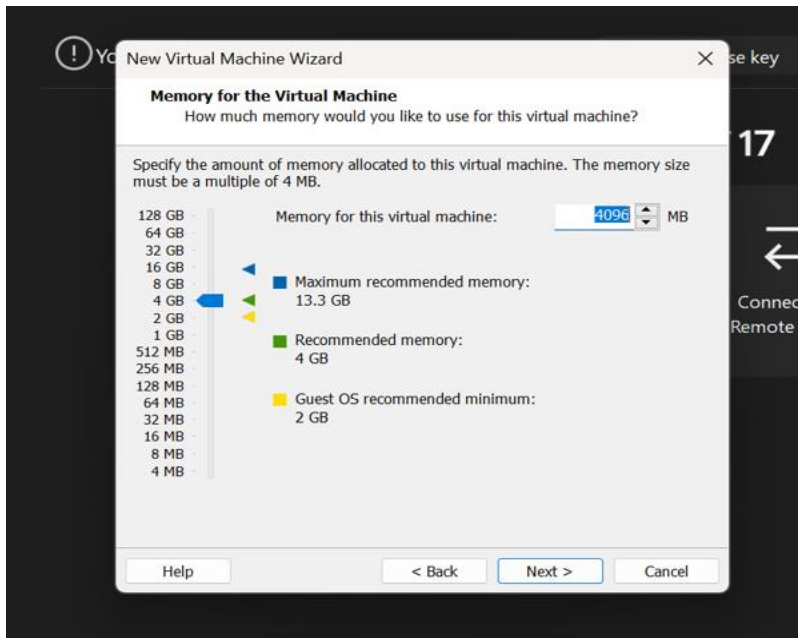 Yo
New Virtual Machine Wizard
se key
Memory for the Virtual Machine
How much memory would you like to use for this virtual machine?
17
Specify the amount of memory allocated to this virtual machine. The memory size
must be a multiple of 4 MB.
128 GB
64 GB
32 GB
16 GB
8 GB
4 GB
2 GB
1 GB
512 MB
256 MB
128 MB
64 MB
32 MB
16 MB
8 MB
4 MB
Memory for this virtual machine: 4096 MB
Maximum recommended memory:
13.3 GB
Recommended memory:
4 GB
Guest OS recommended minimum:
2 GB
Connec
Remote
Help
< Back
Next >
Cancel